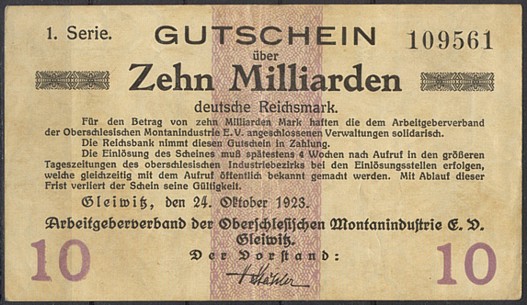 1. Serie. GUTSCHEIN 109561
über
Zehn Milliarden
deutsche Reichsmark.
Für den Betrag von zehn Milliarden Mark haften die dem Arbeitgeberverband
der Oberschlesischen Montanindustrie E.V. angeschlossenen Verwaltungen solidarisch.
Die Reichsbank nimmt diesen Gutschein in Zahlung.
Die Einlösung des Scheines muß spätestens 4 Wochen nach Aufruf in den größeren
Tageszeitungen des oberschlesischen Industriebezirks bei den Einlösungsstellen erfolgen,
welche gleichzeitig mit dem Aufruf öffentlich bekannt gemacht werden. Mit Ablauf dieser
Frist verliert der Schein seine Gültigkeit.
Gleiwitz, den 24. Oktober 1923.
Arbeitgeberverband der Oberschlesischen Montanindustrie E. V.
Gleiwitz.
Der Vorstand:
10 10